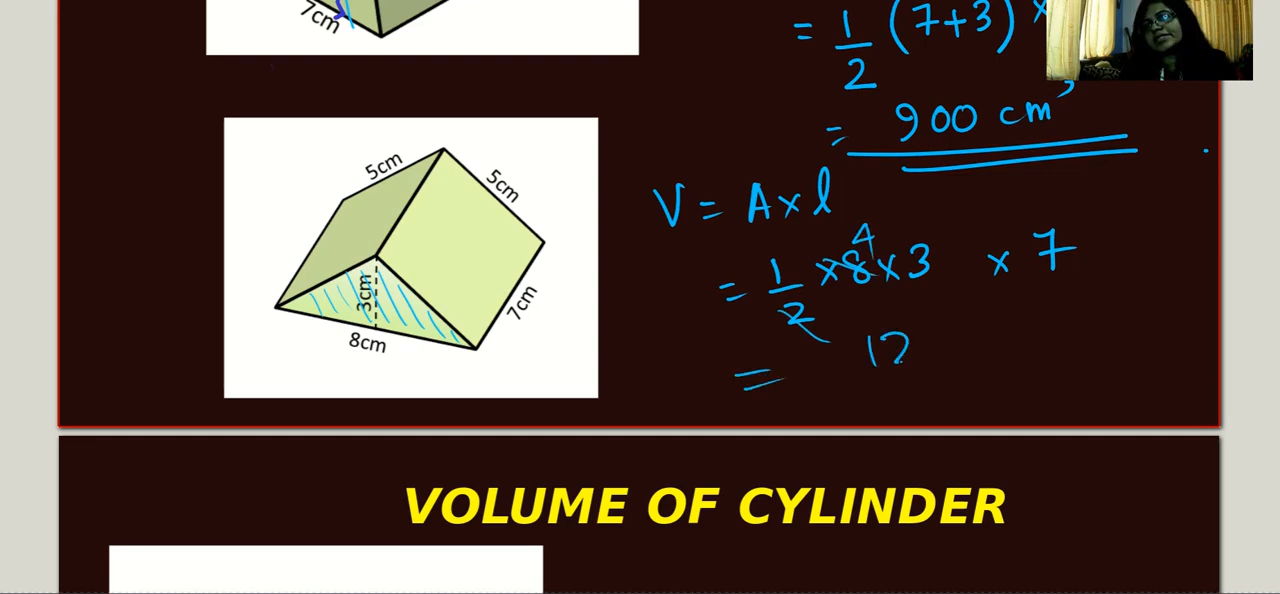 7cm
= 1/2 (7+3) ×
= 900 cm³
5cm
5cm
3cm
7cm
8cm
V = A × l
4
= 1/2 × 8 × 3 × 7
= 12
VOLUME OF CYLINDER